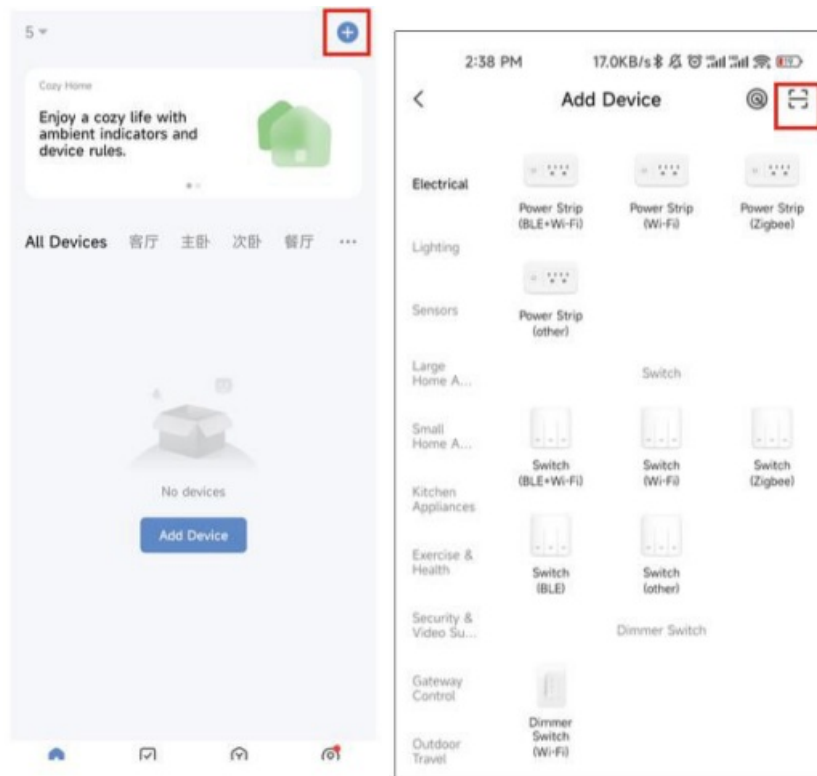 5
Cozy Home
Enjoy a cozy life with
ambient indicators and
device rules.
All Devices 客厅 主卧 次卧 餐厅 ...
No devices
Add Device
2:38 PM 17.0KB/s 19
Add Device
Electrical
Lighting
Sensors
Large
Home A...
Small
Home A...
Kitchen
Appliances
Exercise &
Health
Security &
Video Su...
Gateway
Control
Outdoor
Travel
Power Strip
(BLE+Wi-Fi)
Power Strip
(Wi-Fi)
Power Strip
(Zigbee)
Power Strip
(other)
Switch
Switch
(BLE+Wi-Fi)
Switch
(Wi-Fi)
Switch
(Zigbee)
Switch
(BLE)
Switch
(other)
Dimmer Switch
Dimmer
Switch
(Wi-Fi)